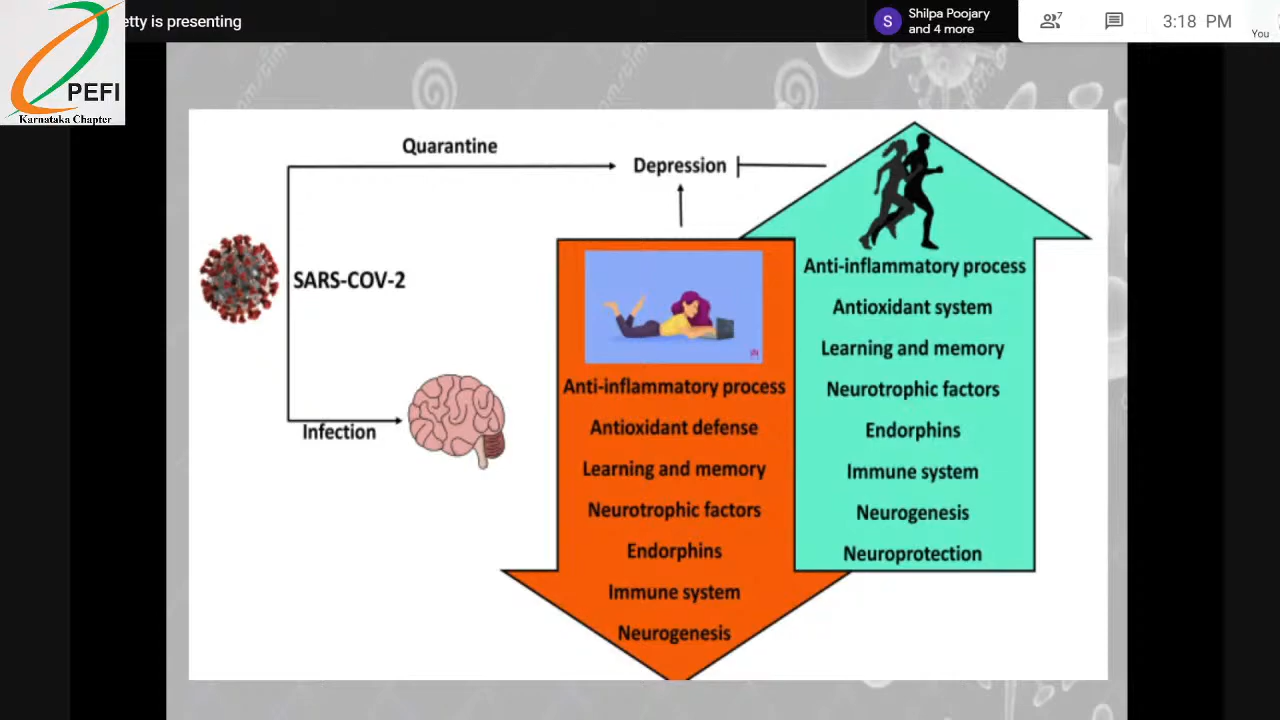 etty is presenting
Shilpa Poojary
and 4 more
S
7
3:18 PM
You
PEFI
Karnataka Chapter
Quarantine
Depression
SARS-COV-2
Infection
Anti-inflammatory process
Antioxidant defense
Learning and memory
Neurotrophic factors
Endorphins
Immune system
Neurogenesis
Anti-inflammatory process
Antioxidant system
Learning and memory
Neurotrophic factors
Endorphins
Immune system
Neurogenesis
Neuroprotection